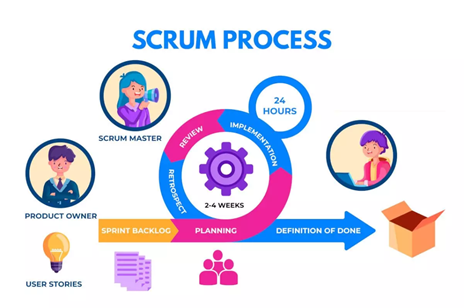 SCRUM PROCESS
24
HOURS
SCRUM MASTER
REVIEW
IMPLEMENTATION
RETROSPECT
2-4 WEEKS
PRODUCT OWNER
SPRINT BACKLOG
PLANNING
DEFINITION OF DONE
USER STORIES